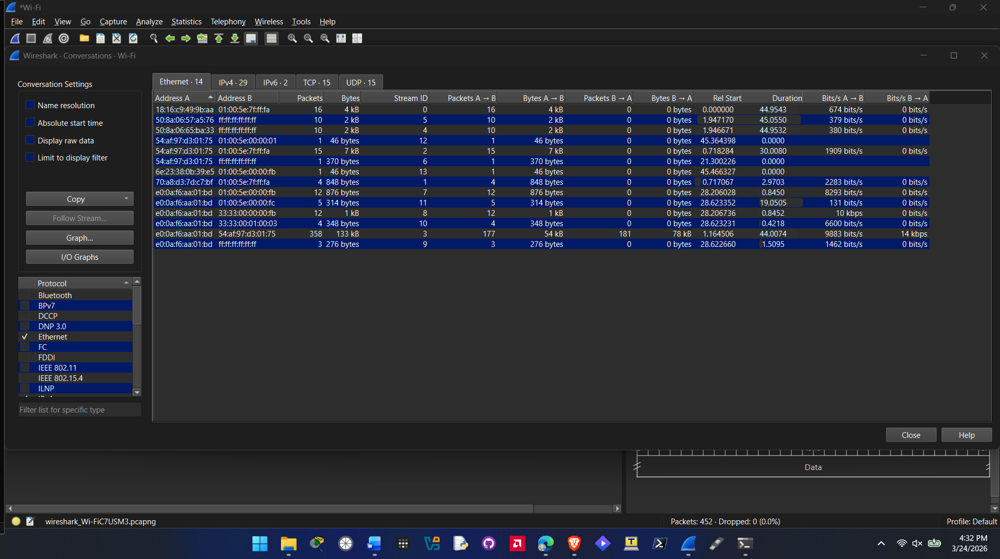 *Wi-Fi
File Edit View Go Capture Analyze Statistics Telephony Wireless Tools Help
Wireshark · Conversations · Wi-Fi
Conversation Settings
Name resolution
Absolute start time
Display raw data
Limit to display filter
Copy
Follow Stream...
Graph...
I/O Graphs
Protocol
Bluetooth
BPv7
DCCP
DNP 3.0
Ethernet
FC
FDDI
IEEE 802.11
IEEE 802.15.4
ILNP
Filter list for specific type
Ethernet · 14 IPv4 · 29 IPv6 · 2 TCP · 15 UDP · 15
Address A Address B Packets Bytes Stream ID Packets A → B Bytes A → B Packets B → A Bytes B → A Rel Start Duration Bits/s A → B Bits/s B → A
18:16:c9:49:9b:aa 01:00:5e:7f:ff:fa 16 4 kB 0 16 4 kB 0 0 bytes 0.000000 44.9543 674 bits/s 0 bits/s
50:8a:06:57:a5:76 ff:ff:ff:ff:ff:ff 10 2 kB 5 10 2 kB 0 0 bytes 1.947170 45.0550 379 bits/s 0 bits/s
50:8a:06:65:ba:33 ff:ff:ff:ff:ff:ff 10 2 kB 4 10 2 kB 0 0 bytes 1.946671 44.9532 380 bits/s 0 bits/s
54:af:97:d3:01:75 01:00:5e:00:00:01 1 46 bytes 12 1 46 bytes 0 0 bytes 45.364398 0.0000
54:af:97:d3:01:75 01:00:5e:7f:ff:fa 15 7 kB 2 15 7 kB 0 0 bytes 0.718284 30.0080 1909 bits/s 0 bits/s
54:af:97:d3:01:75 ff:ff:ff:ff:ff:ff 1 370 bytes 6 1 370 bytes 0 0 bytes 21.300226 0.0000
6e:23:38:0b:39:e5 01:00:5e:00:00:fb 1 46 bytes 13 1 46 bytes 0 0 bytes 45.466327 0.0000
70:a8:d3:7d:c7:bf 01:00:5e:7f:ff:fa 4 848 bytes 1 4 848 bytes 0 0 bytes 0.717067 2.9703 2283 bits/s 0 bits/s
e0:0a:f6:aa:01:bd 01:00:5e:00:00:fb 12 876 bytes 7 12 876 bytes 0 0 bytes 28.206028 0.8450 8293 bits/s 0 bits/s
e0:0a:f6:aa:01:bd 01:00:5e:00:00:fc 5 314 bytes 11 5 314 bytes 0 0 bytes 28.623352 19.0505 131 bits/s 0 bits/s
e0:0a:f6:aa:01:bd 33:33:00:00:00:fb 12 1 kB 8 12 1 kB 0 0 bytes 28.206736 0.8452 10 kbps 0 bits/s
e0:0a:f6:aa:01:bd 33:33:00:01:00:03 4 348 bytes 10 4 348 bytes 0 0 bytes 28.623231 0.4218 6600 bits/s 0 bits/s
e0:0a:f6:aa:01:bd 54:af:97:d3:01:75 358 133 kB 3 177 54 kB 181 78 kB 1.164506 44.0074 9883 bits/s 14 kbps
e0:0a:f6:aa:01:bd ff:ff:ff:ff:ff:ff 3 276 bytes 9 3 276 bytes 0 0 bytes 28.622660 1.5095 1462 bits/s 0 bits/s
Close Help
Data
wireshark_Wi-FiC7USM3.pcapng Packets: 452 · Dropped: 0 (0.0%) Profile: Default
4:32 PM
3/24/2026